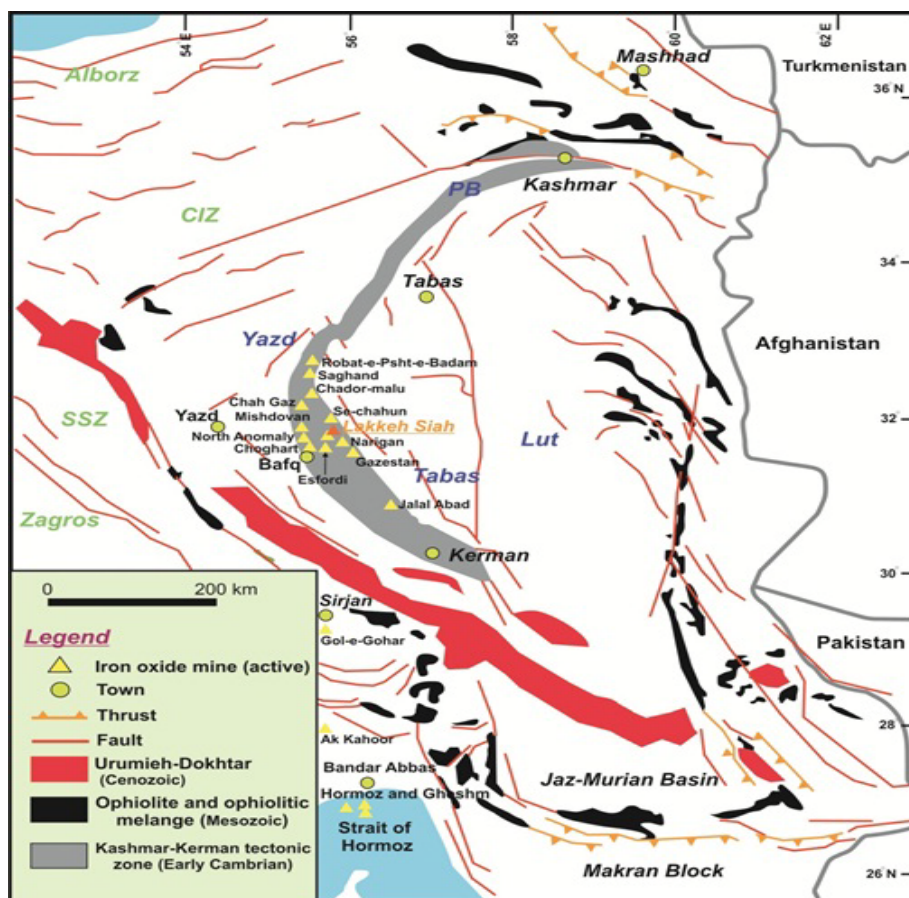 54 E
56
58
60
62 E
Mashhad
Turkmenistan
36° N
Alborz
Kashmar
PB
CIZ
34
Tabas
Yazd
Afghanistan
Robat-e-Psht-e-Badam
Saghand
Chador-malu
Chah Gaz
Se-chahun
Mishdovan
SSZ
Yazd
Lakkeh Siah
32
North Anomaly
Narigan
Lut
Choghart
Gazestan
Bafq
Esfordi
Tabas
Jalal Abad
Zagros
Kerman
30
0 200 km
Sirjan
Gol-e-Gohar
Pakistan
Legend
Iron oxide mine (active)
Town
Thrust
Fault
Urumieh-Dokhtar
(Cenozoic)
Ophiolite and ophiolitic
melange (Mesozoic)
Kashmar-Kerman tectonic
zone (Early Cambrian)
28
Ak Kahoor
Bandar Abbas
Jaz-Murian Basin
Hormoz and Gheshm
Strait of
Hormoz
Makran Block
26° N